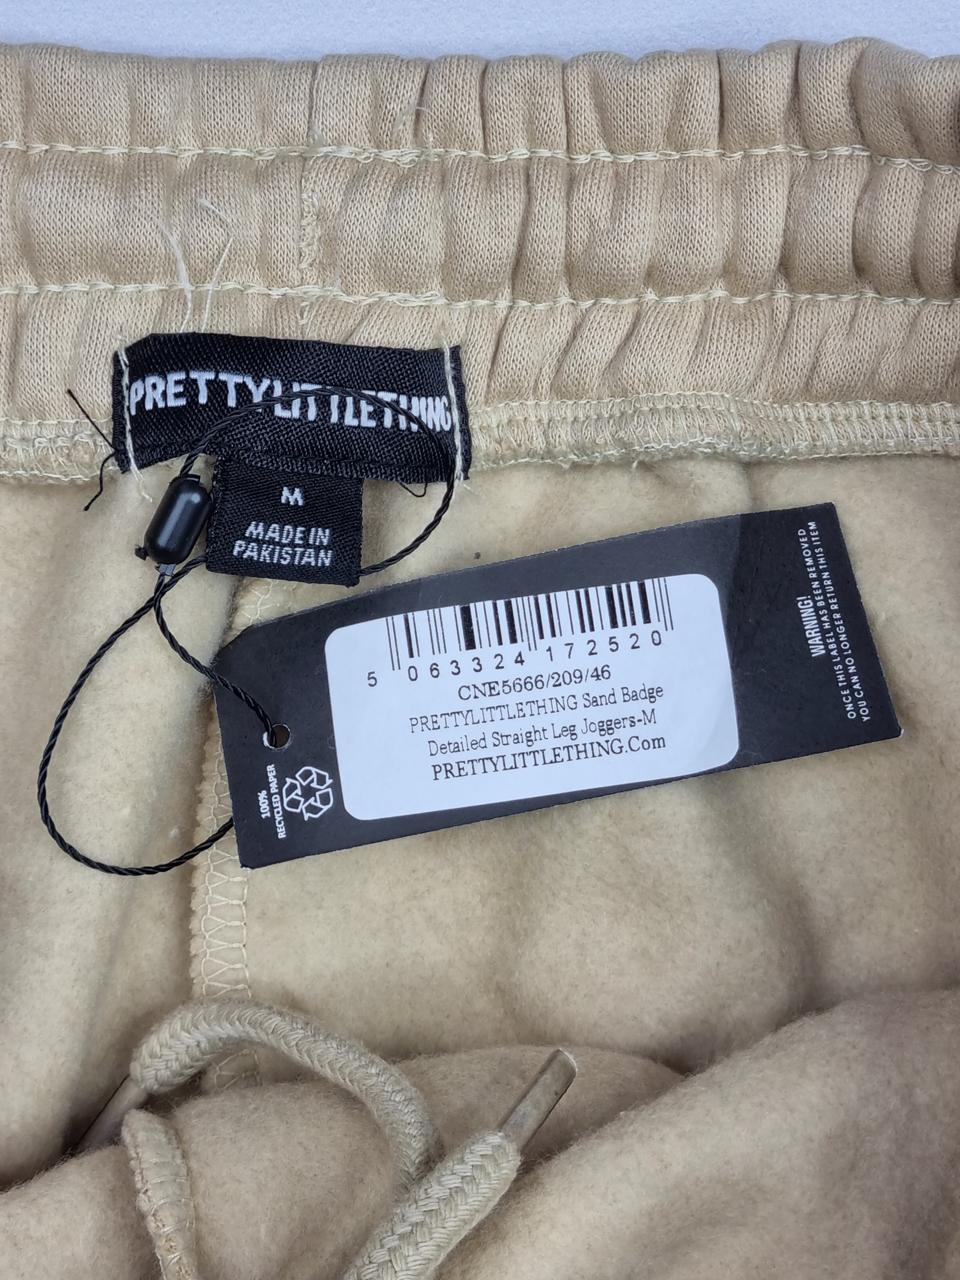 PRETTYLITTLETHING
M
MADE IN
PAKISTAN
5 063324 172520
CNE5666/209/46
PRETTYLITTLETHING Sand Badge
Detailed Straight Leg Joggers-M
PRETTYLITTLETHING.Com
100%
RECYCLED PAPER
WARNING!
ONCE THIS LABEL HAS BEEN REMOVED
YOU CAN NO LONGER RETURN THIS ITEM